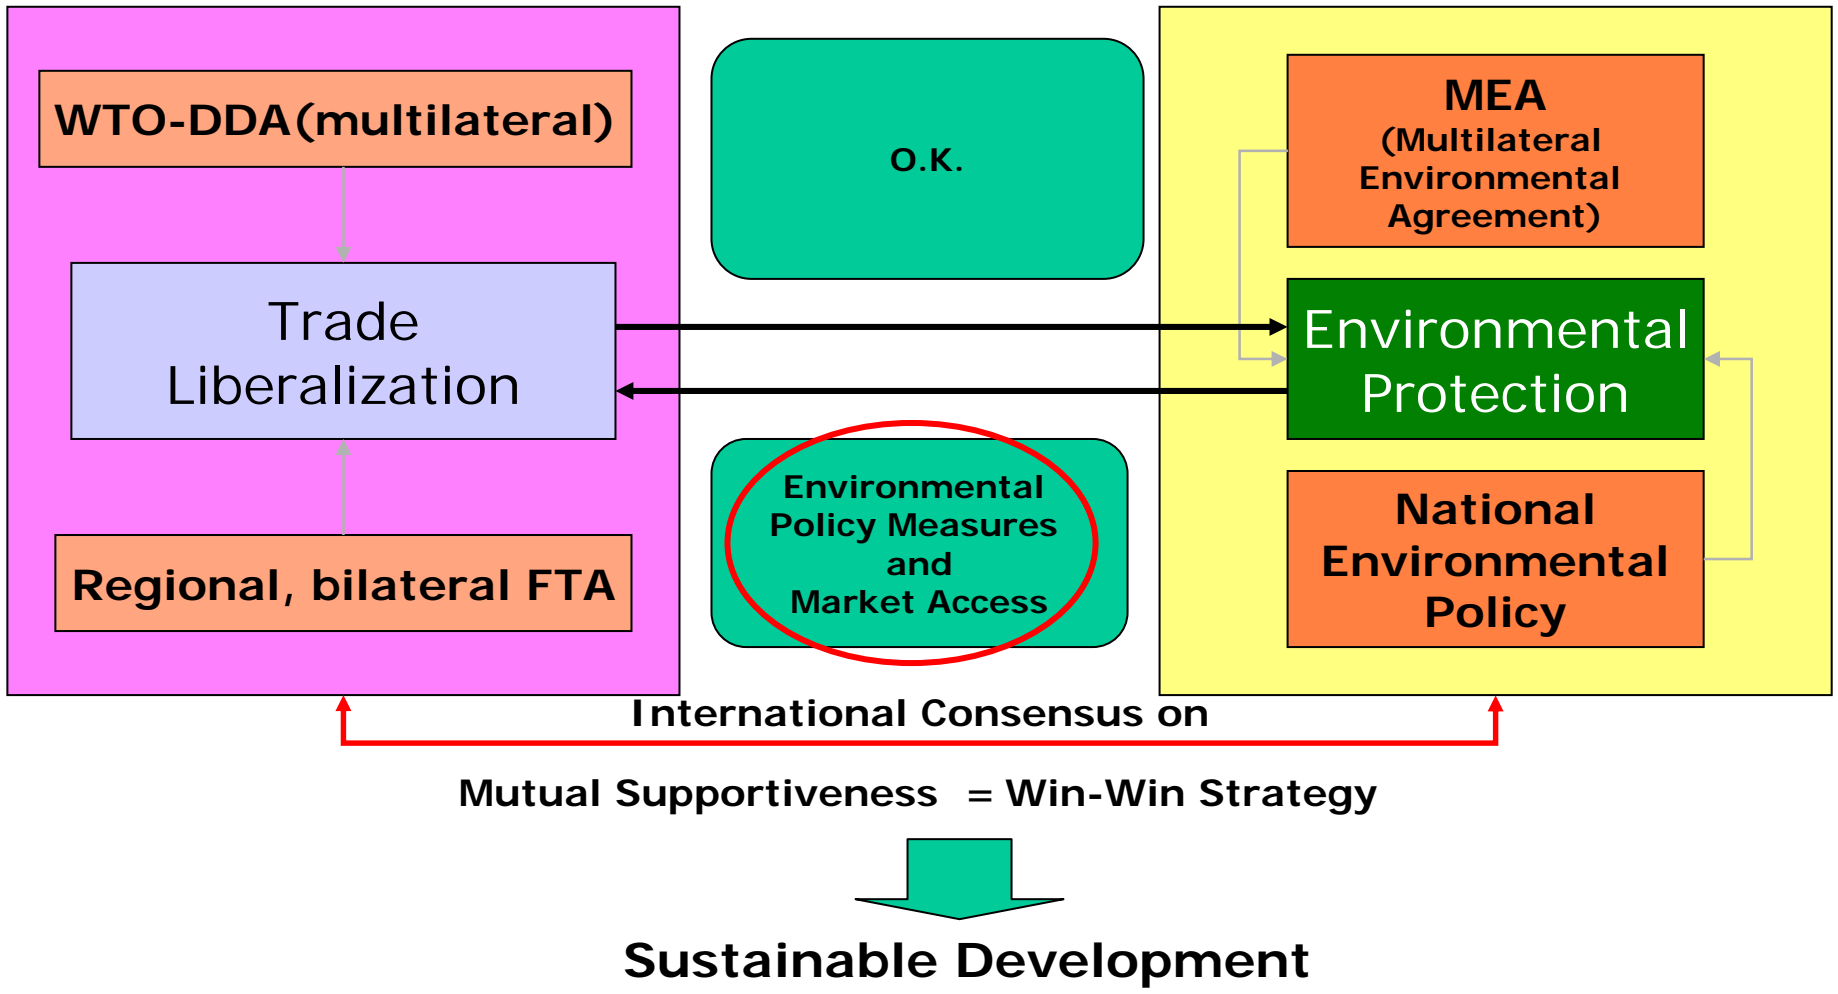 WTO-DDA(multilateral)
Trade
Liberalization
Regional, bilateral FTA
O.K.
Environmental
Policy Measures
and
Market Access
MEA
(Multilateral
Environmental
Agreement)
Environmental
Protection
National
Environmental
Policy
International Consensus on
Mutual Supportiveness = Win-Win Strategy
Sustainable Development